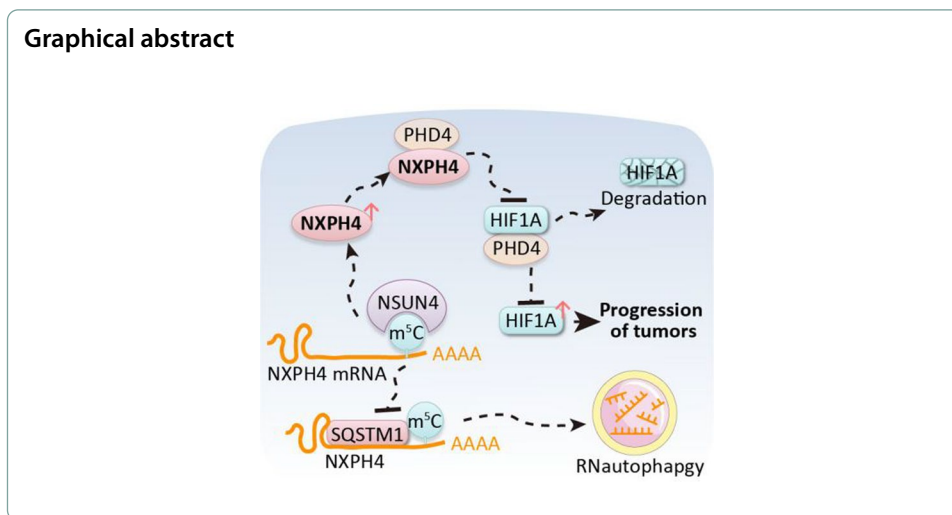 Graphical abstract
PHD4
NXPH4
HIF1A
Degradation
NXPH4
HIF1A
PHD4
NSUN4
m⁵C
HIF1A
Progression
of tumors
AAAA
NXPH4 mRNA
m⁵C
SQSTM1
AAAA
NXPH4
RNautophapgy